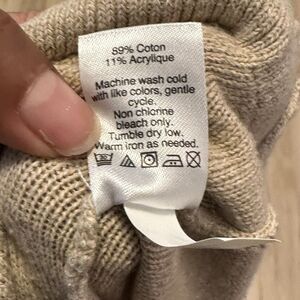 89% Coton
11% Acrylique
Machine wash cold
with like colors, gentle
cycle.
Non chlorine
bleach only.
Tumble dry low.
Warm iron as needed.